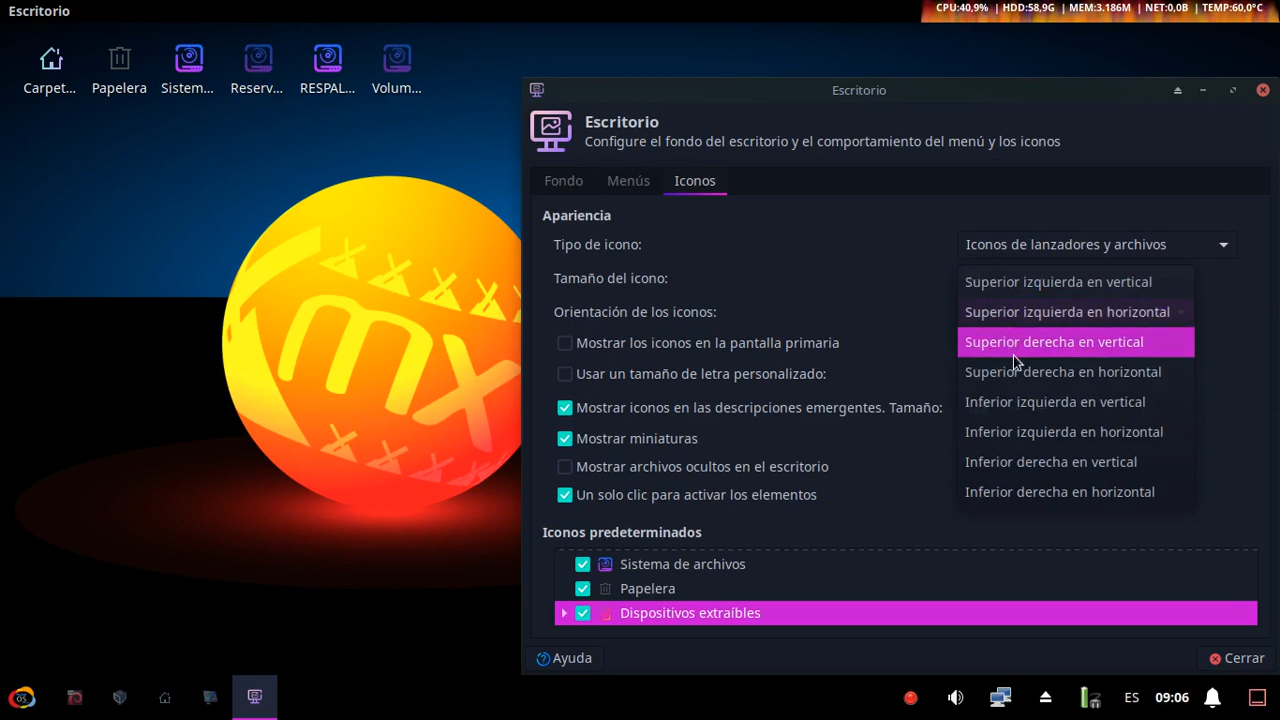 Escritorio
CPU:40,9% | HDD:58,9G | MEM:3.186M | NET:0,0B | TEMP:60,0°C
Carpet...
Papelera
Sistem...
Reserv...
RESPAL...
Volum...
mx
Escritorio
Escritorio
Configure el fondo del escritorio y el comportamiento del menú y los iconos
Fondo
Menús
Iconos
Apariencia
Tipo de icono:
Iconos de lanzadores y archivos
Tamaño del icono:
Orientación de los iconos:
Superior izquierda en vertical
Superior izquierda en horizontal
Superior derecha en vertical
Superior derecha en horizontal
Inferior izquierda en vertical
Inferior izquierda en horizontal
Inferior derecha en vertical
Inferior derecha en horizontal
Mostrar los iconos en la pantalla primaria
Usar un tamaño de letra personalizado:
Mostrar iconos en las descripciones emergentes. Tamaño:
Mostrar miniaturas
Mostrar archivos ocultos en el escritorio
Un solo clic para activar los elementos
Iconos predeterminados
Sistema de archivos
Papelera
Dispositivos extraíbles
Ayuda
Cerrar
OS
ES
09:06